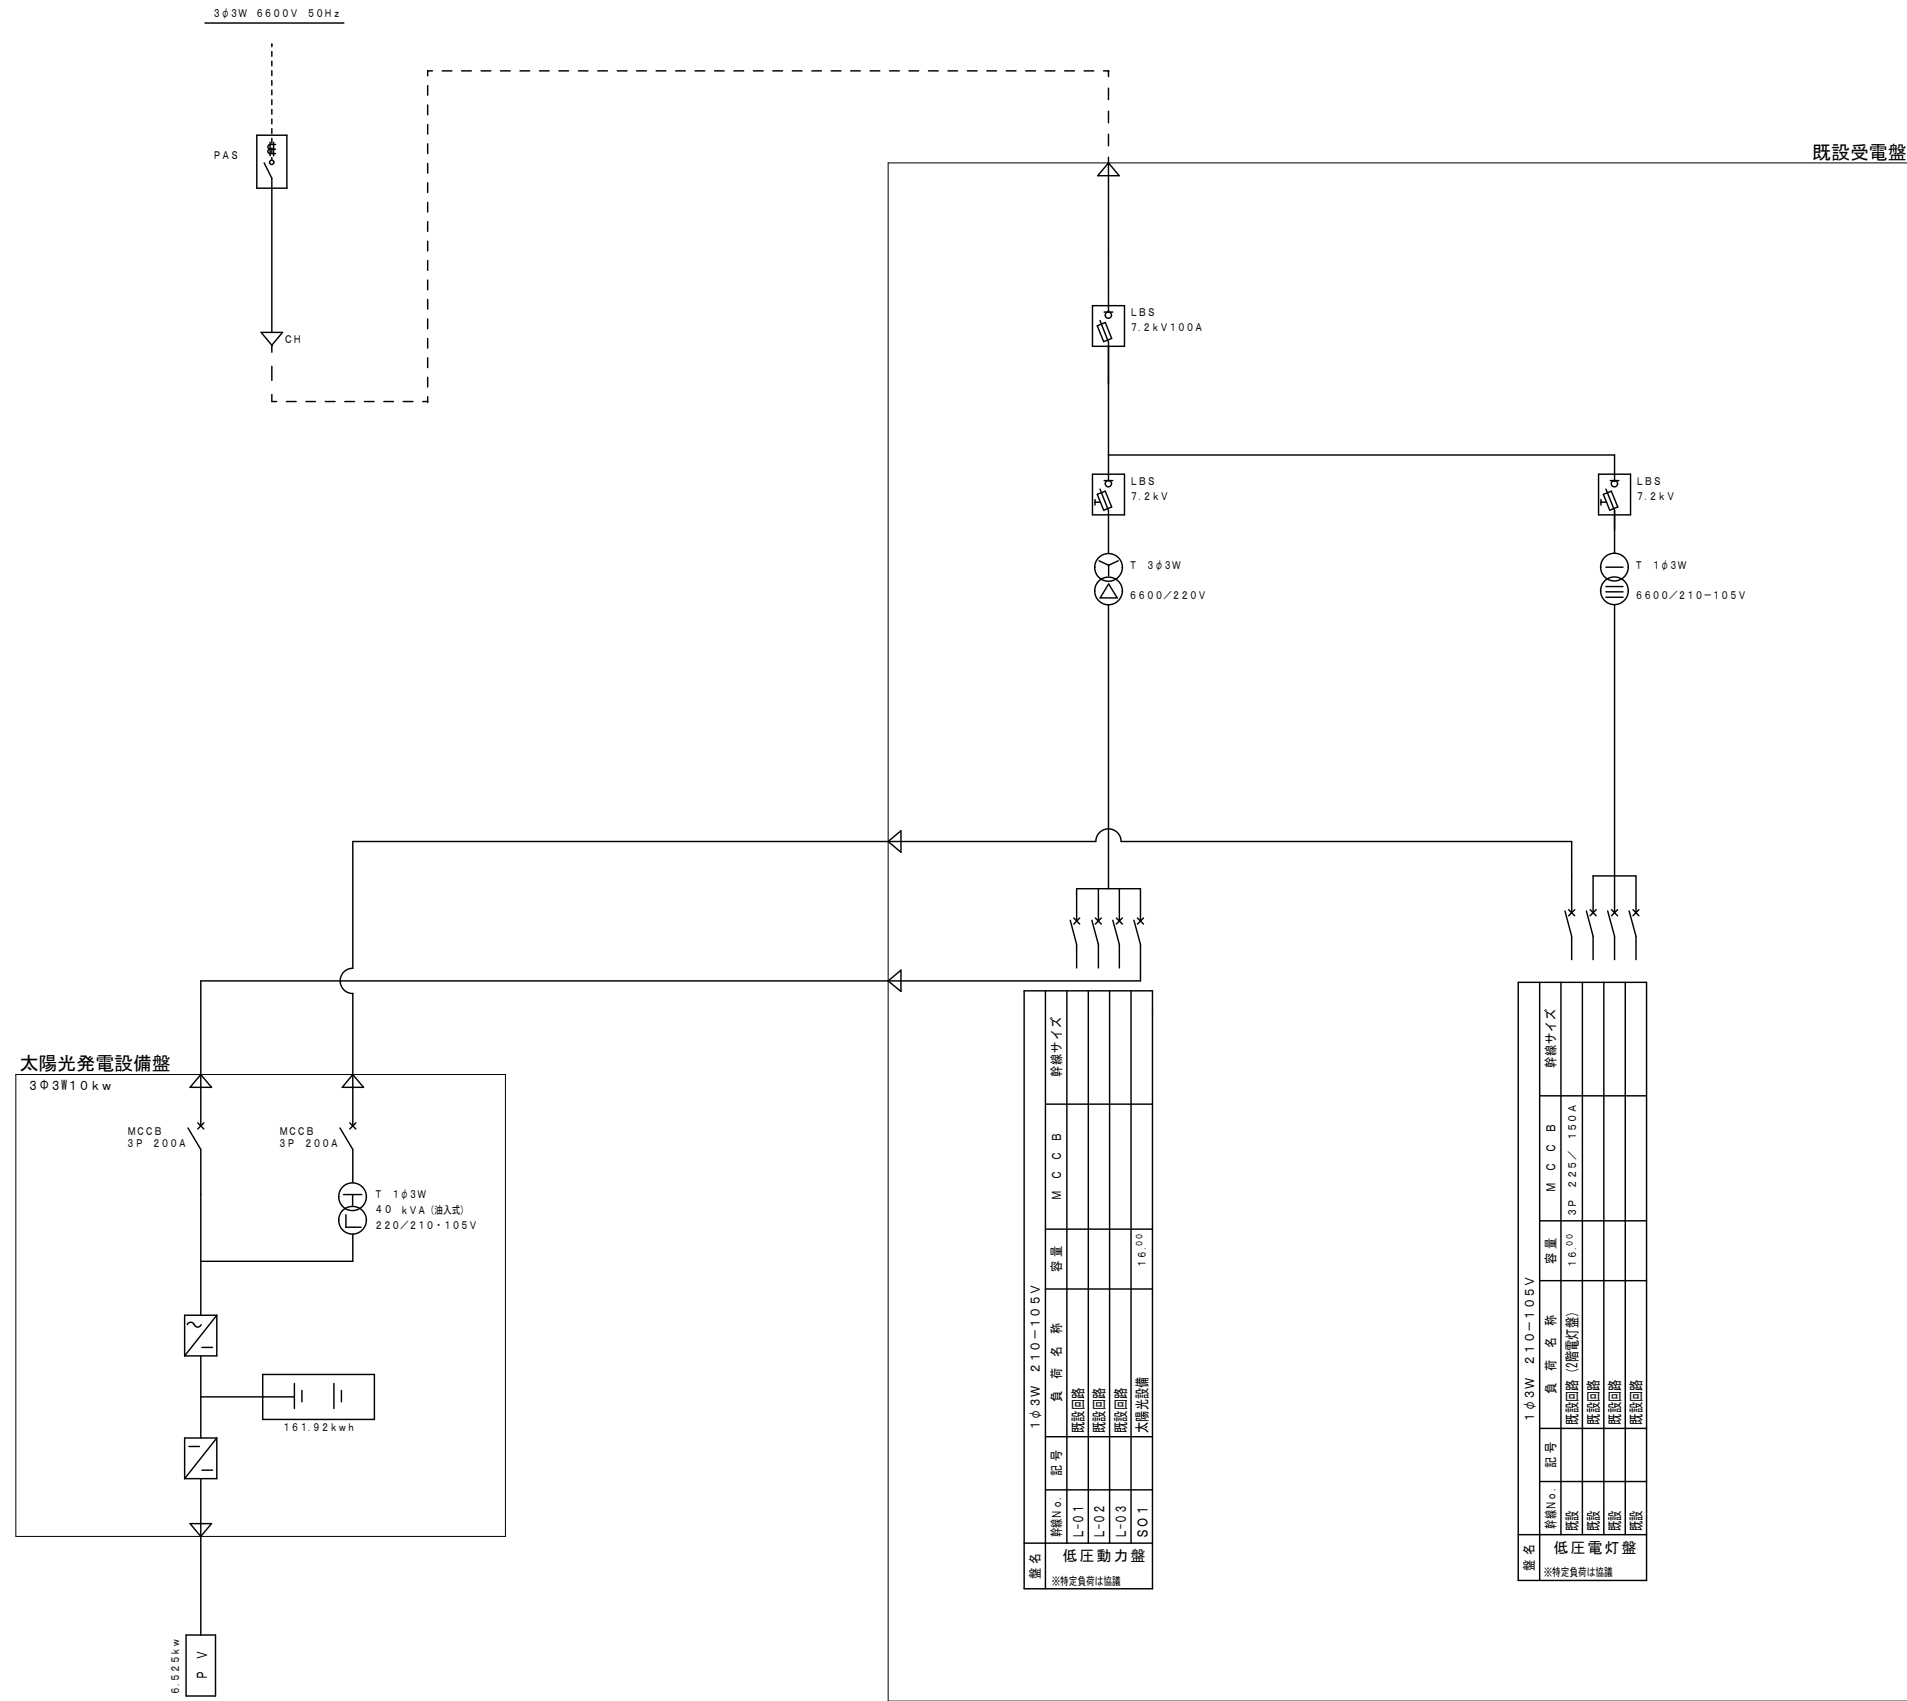 3φ3W 6600V 50Hz
PAS
CH
既設受電盤
LBS
7.2kV100A
LBS
7.2kV
LBS
7.2kV
T 3φ3W
6600/220V
T 1φ3W
6600/210-105V
太陽光発電設備盤
3Φ3W10kw
MCCB
3P 200A
MCCB
3P 200A
T 1φ3W
40 kVA (油入式)
220/210・105V
161.92kwh
6.525kw
PV
盤名 1φ3W 210-105V
低圧動力盤
※特定負荷は協議
幹線No. 記号 負荷名称 容量 MCCB 幹線サイズ
L-01 既設回路
L-02 既設回路
L-03 既設回路
SO1 太陽光設備 16.00
盤名 1φ3W 210-105V
低圧電灯盤
※特定負荷は協議
幹線No. 記号 負荷名称 容量 MCCB 幹線サイズ
既設 既設回路 (2階電灯盤) 16.00 3P 225/ 150A
既設 既設回路
既設 既設回路
既設 既設回路